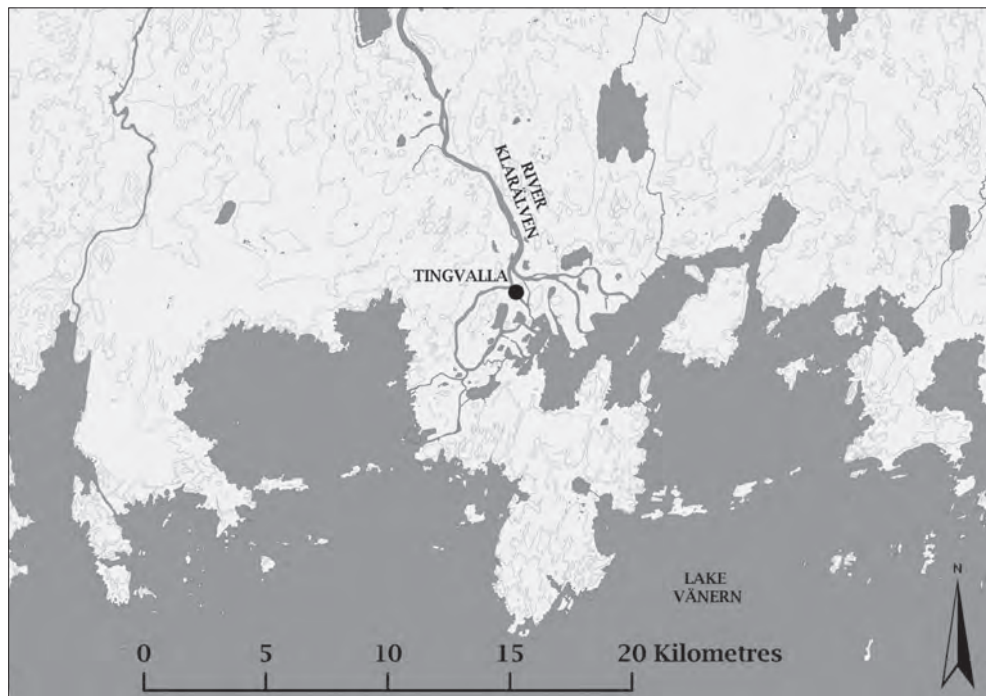 RIVER
KLARÄLVEN
TINGVALLA
LAKE
VÄNERN
N
0 5 10 15 20 Kilometres